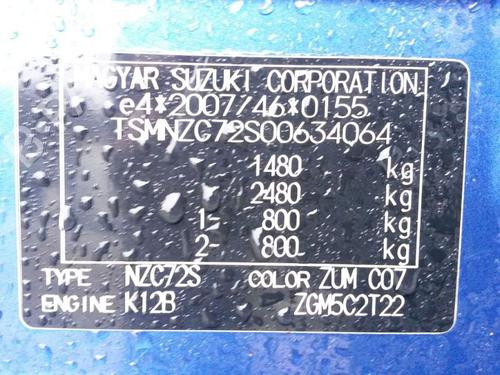 MAGYAR SUZUKI CORPORATION
e4*2007/46*0155
TSMNZC72S00634064
1480 kg
2480 kg
1- 800 kg
2- 800 kg
TYPE NZC72S COLOR ZUM C07
ENGINE K12B ZGM5C2T22